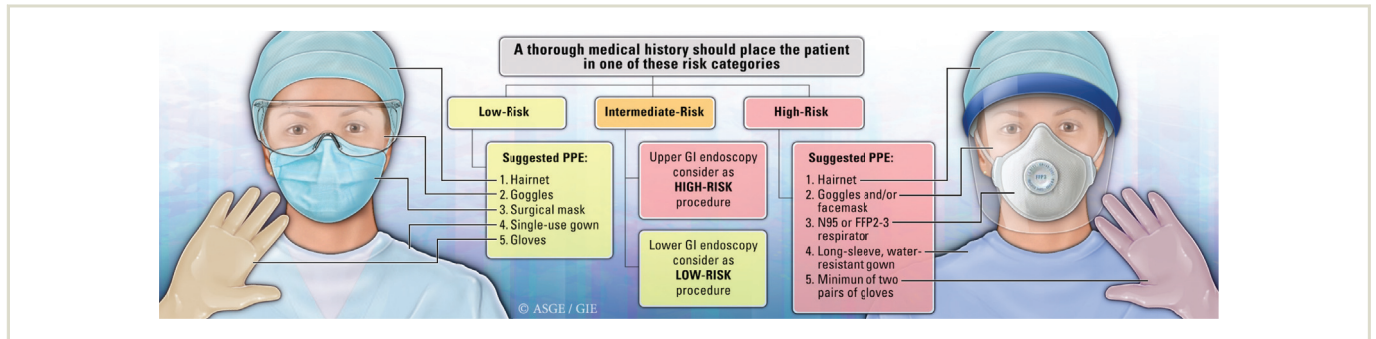 A thorough medical history should place the patient
in one of these risk categories
Low-Risk
Intermediate-Risk
High-Risk
Suggested PPE:
1. Hairnet
2. Goggles
3. Surgical mask
4. Single-use gown
5. Gloves
Upper GI endoscopy
consider as
HIGH-RISK
procedure
Lower GI endoscopy
consider as
LOW-RISK
procedure
Suggested PPE:
1. Hairnet
2. Goggles and/or
facemask
3. N95 or FFP2-3
respirator
4. Long-sleeve, water-
resistant gown
5. Minimun of two
pairs of gloves
© ASGE / GIE